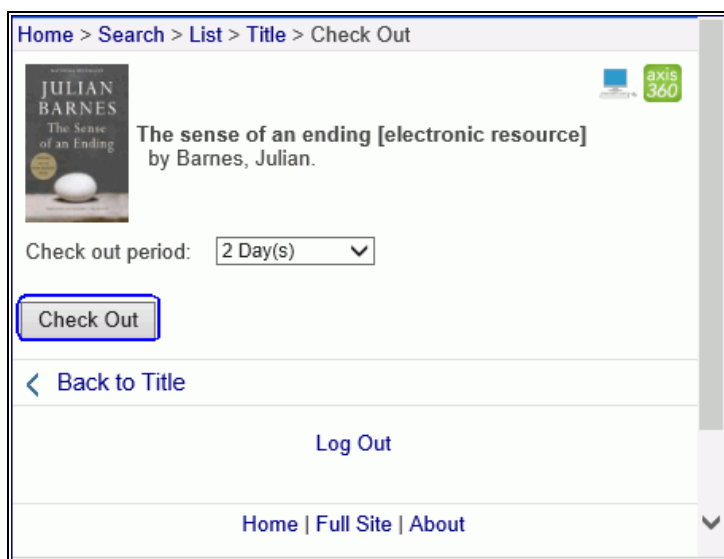 Home > Search > List > Title > Check Out
JULIAN
BARNES
The Sense
of an Ending
axis
360
The sense of an ending [electronic resource]
by Barnes, Julian.
Check out period: 2 Day(s)
Check Out
Back to Title
Log Out
Home | Full Site | About